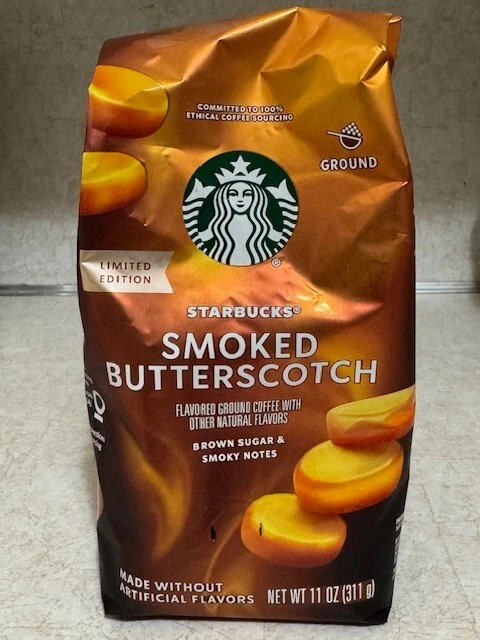 COMMITTED TO 100%
ETHICAL COFFEE SOURCING
GROUND
®
LIMITED
EDITION
STARBUCKS®
SMOKED
BUTTERSCOTCH
FLAVORED GROUND COFFEE WITH
OTHER NATURAL FLAVORS
BROWN SUGAR &
SMOKY NOTES
MADE WITHOUT
ARTIFICIAL FLAVORS
NET WT 11 OZ (311 g)